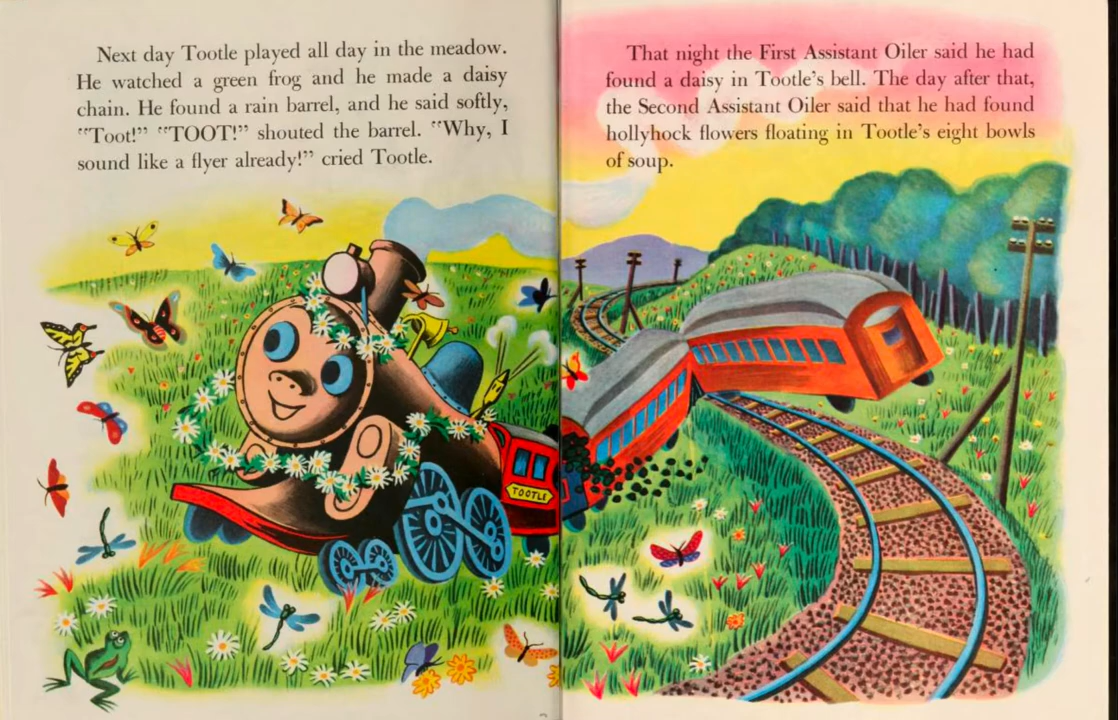 Next day Tootle played all day in the meadow.
He watched a green frog and he made a daisy
chain. He found a rain barrel, and he said softly,
“Toot!” “TOOT!” shouted the barrel. “Why, I
sound like a flyer already!” cried Tootle.
TOOTLE
That night the First Assistant Oiler said he had
found a daisy in Tootle’s bell. The day after that,
the Second Assistant Oiler said that he had found
hollyhock flowers floating in Tootle’s eight bowls
of soup.